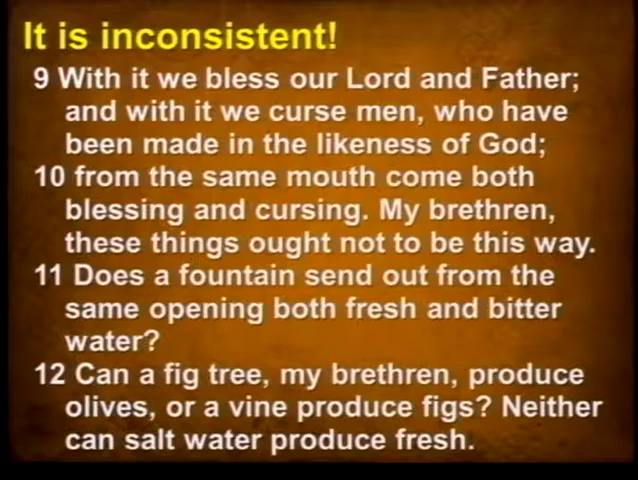 It is inconsistent!
9 With it we bless our Lord and Father;
and with it we curse men, who have
been made in the likeness of God;
10 from the same mouth come both
blessing and cursing. My brethren,
these things ought not to be this way.
11 Does a fountain send out from the
same opening both fresh and bitter
water?
12 Can a fig tree, my brethren, produce
olives, or a vine produce figs? Neither
can salt water produce fresh.